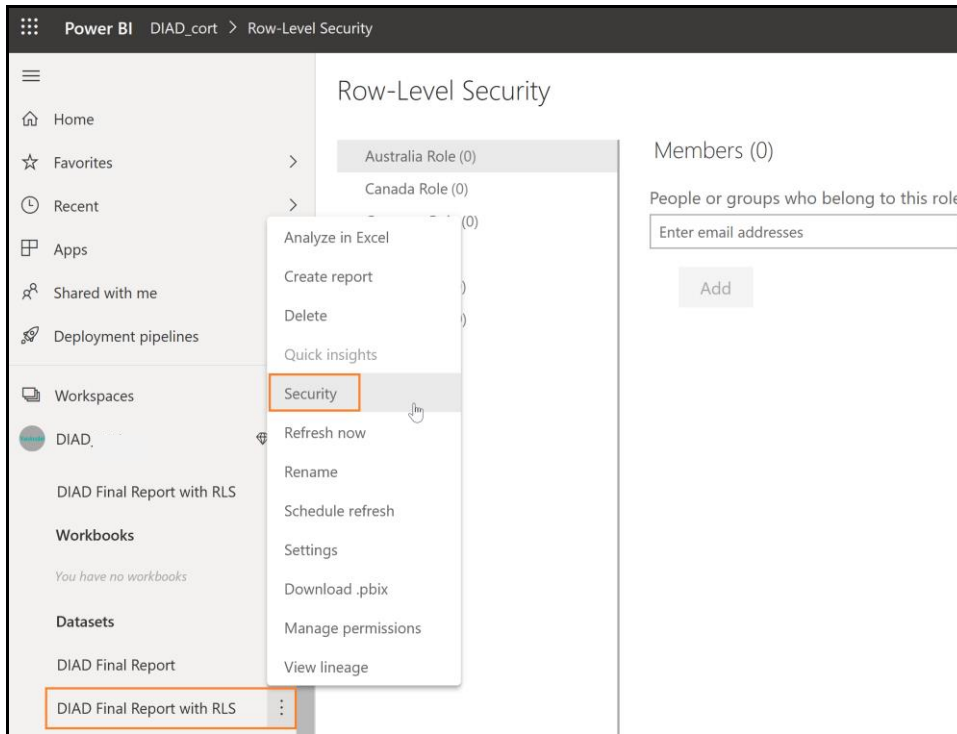 Power BI DIAD_cort > Row-Level Security
Home
Favorites
Recent
Apps
Shared with me
Deployment pipelines
Workspaces
DIAD_
DIAD Final Report with RLS
Workbooks
You have no workbooks
Datasets
DIAD Final Report
DIAD Final Report with RLS
Analyze in Excel
Create report
Delete
Quick insights
Security
Refresh now
Rename
Schedule refresh
Settings
Download .pbix
Manage permissions
View lineage
Row-Level Security
Australia Role (0)
Canada Role (0)
(0)
Members (0)
People or groups who belong to this role
Enter email addresses
Add